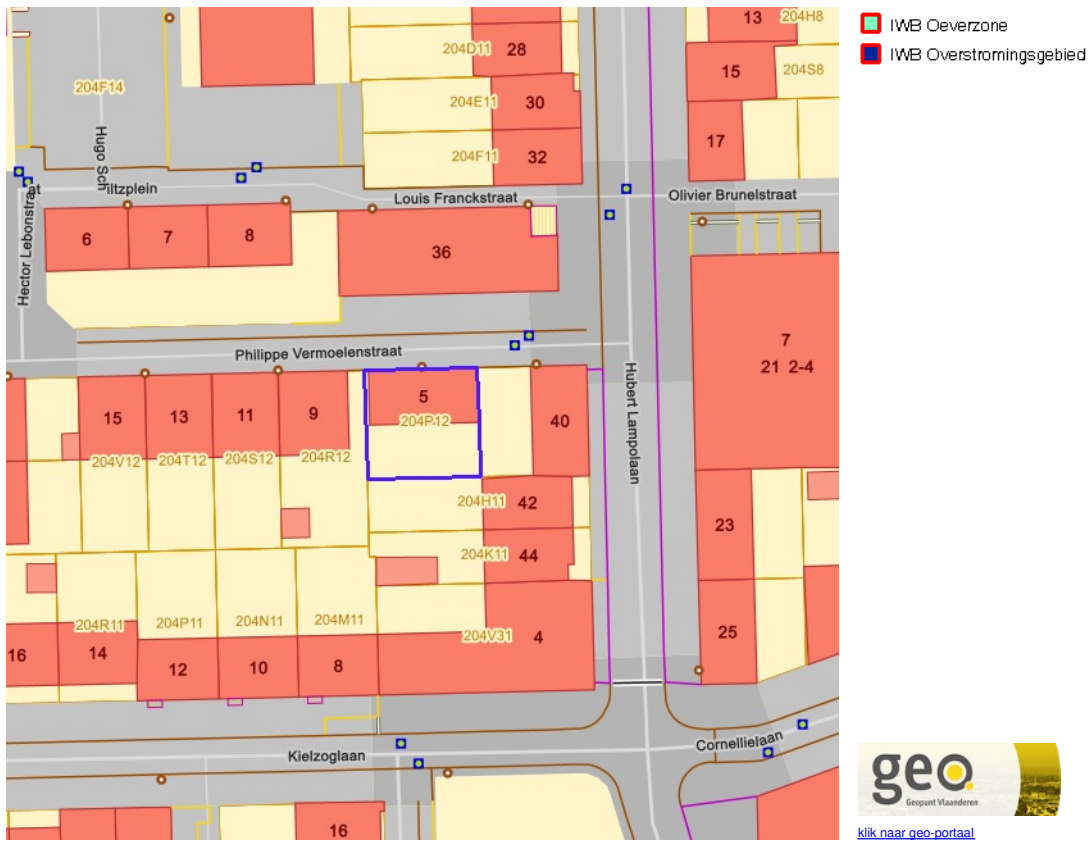 13
204H8
204D11
28
15
204S8
204F14
204E11
30
17
204F11
32
Hugo Sch
iltzplein
at
Hector Lebonstra
Louis Franckstraat
Olivier Brunelstraat
6
7
8
36
Philippe Vermoelenstraat
7
21 2-4
Hubert Lampolaan
15
13
11
9
5
204P12
40
204V12
204T12
204S12
204R12
204H11
42
23
204K11
44
204R11
204P11
204N11
204M11
204V31
4
25
16
14
12
10
8
Kielzoglaan
Cornellielaan
16
IWB Oeverzone
IWB Overstromingsgebied
geo.
Geopunt Vlaanderen
klik naar geo-portaal